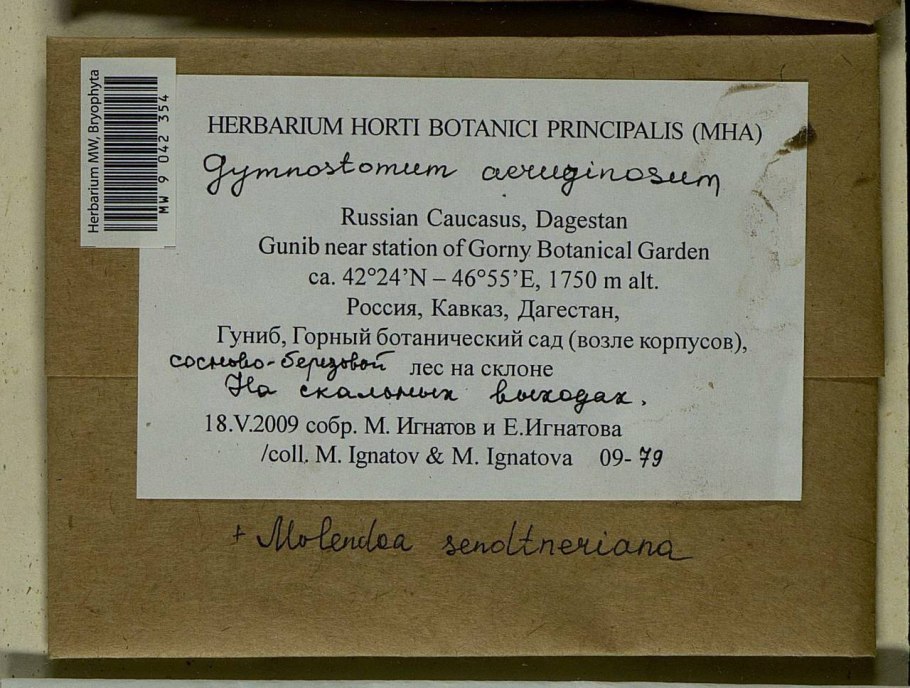 Herbarium MW, Bryophyta
MW 9 042 354
HERBARIUM HORTI BOTANICI PRINCIPALIS (MHA)
Gymnostomum aeruginosum
Russian Caucasus, Dagestan
Gunib near station of Gorny Botanical Garden
ca. 42°24'N – 46°55'E, 1750 m alt.
Россия, Кавказ, Дагестан,
Гуниб, Горный ботанический сад (возле корпусов),
сосново-березовой лес на склоне
На скальных выходах.
18.V.2009 собр. М. Игнатов и Е.Игнатова
/coll. M. Ignatov & M. Ignatova 09-79
+ Molendoa sendtneriana